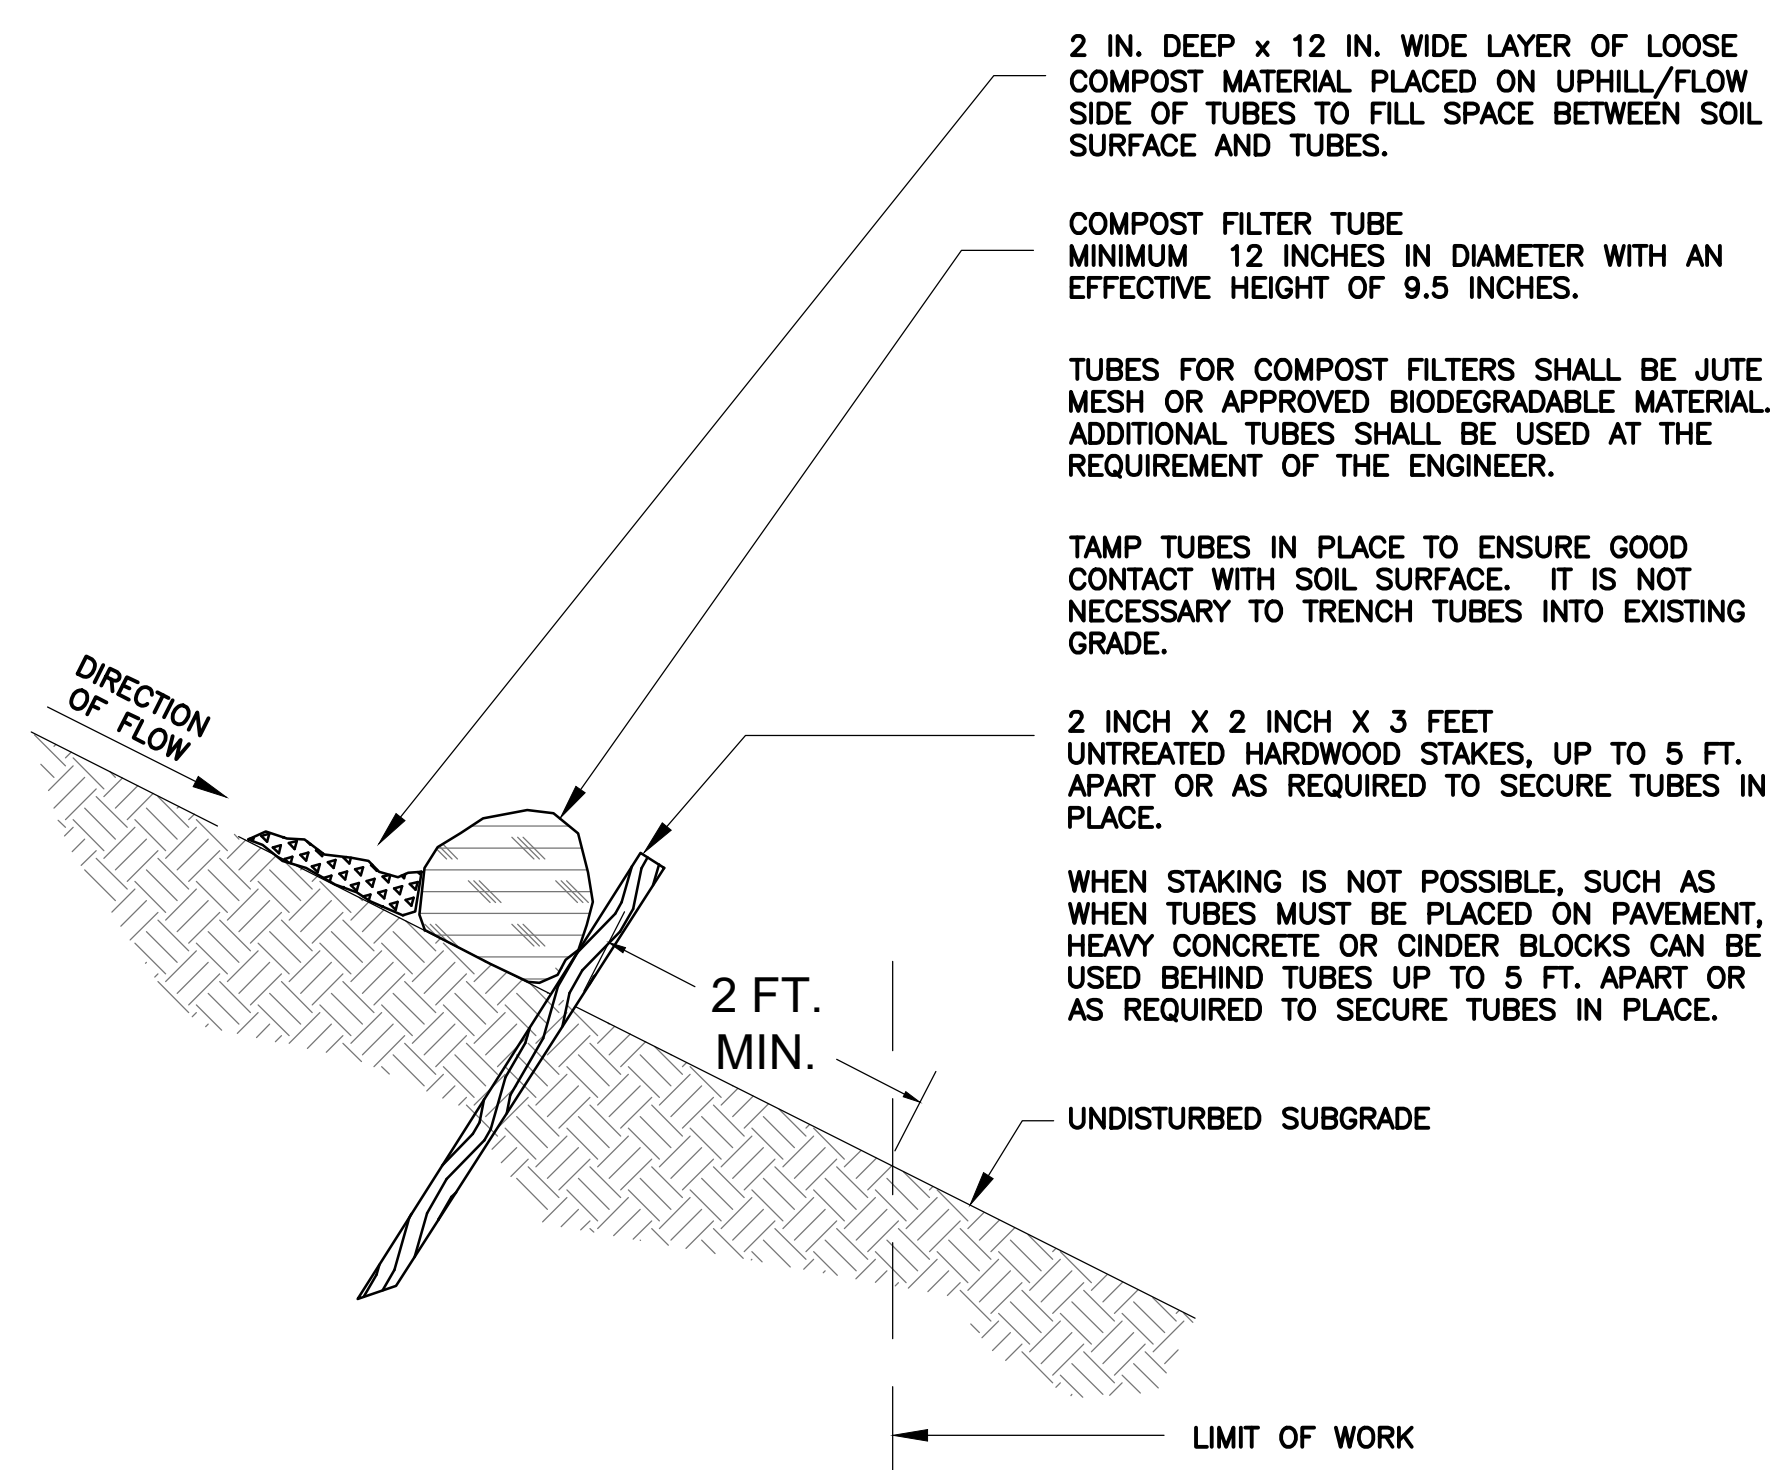 2 IN. DEEP x 12 IN. WIDE LAYER OF LOOSE
COMPOST MATERIAL PLACED ON UPHILL/FLOW
SIDE OF TUBES TO FILL SPACE BETWEEN SOIL
SURFACE AND TUBES.
COMPOST FILTER TUBE
MINIMUM 12 INCHES IN DIAMETER WITH AN
EFFECTIVE HEIGHT OF 9.5 INCHES.
TUBES FOR COMPOST FILTERS SHALL BE JUTE
MESH OR APPROVED BIODEGRADABLE MATERIAL.
ADDITIONAL TUBES SHALL BE USED AT THE
REQUIREMENT OF THE ENGINEER.
TAMP TUBES IN PLACE TO ENSURE GOOD
CONTACT WITH SOIL SURFACE. IT IS NOT
NECESSARY TO TRENCH TUBES INTO EXISTING
GRADE.
DIRECTION
OF FLOW
2 INCH X 2 INCH X 3 FEET
UNTREATED HARDWOOD STAKES, UP TO 5 FT.
APART OR AS REQUIRED TO SECURE TUBES IN
PLACE.
WHEN STAKING IS NOT POSSIBLE, SUCH AS
WHEN TUBES MUST BE PLACED ON PAVEMENT,
HEAVY CONCRETE OR CINDER BLOCKS CAN BE
USED BEHIND TUBES UP TO 5 FT. APART OR
AS REQUIRED TO SECURE TUBES IN PLACE.
2 FT.
MIN.
UNDISTURBED SUBGRADE
LIMIT OF WORK